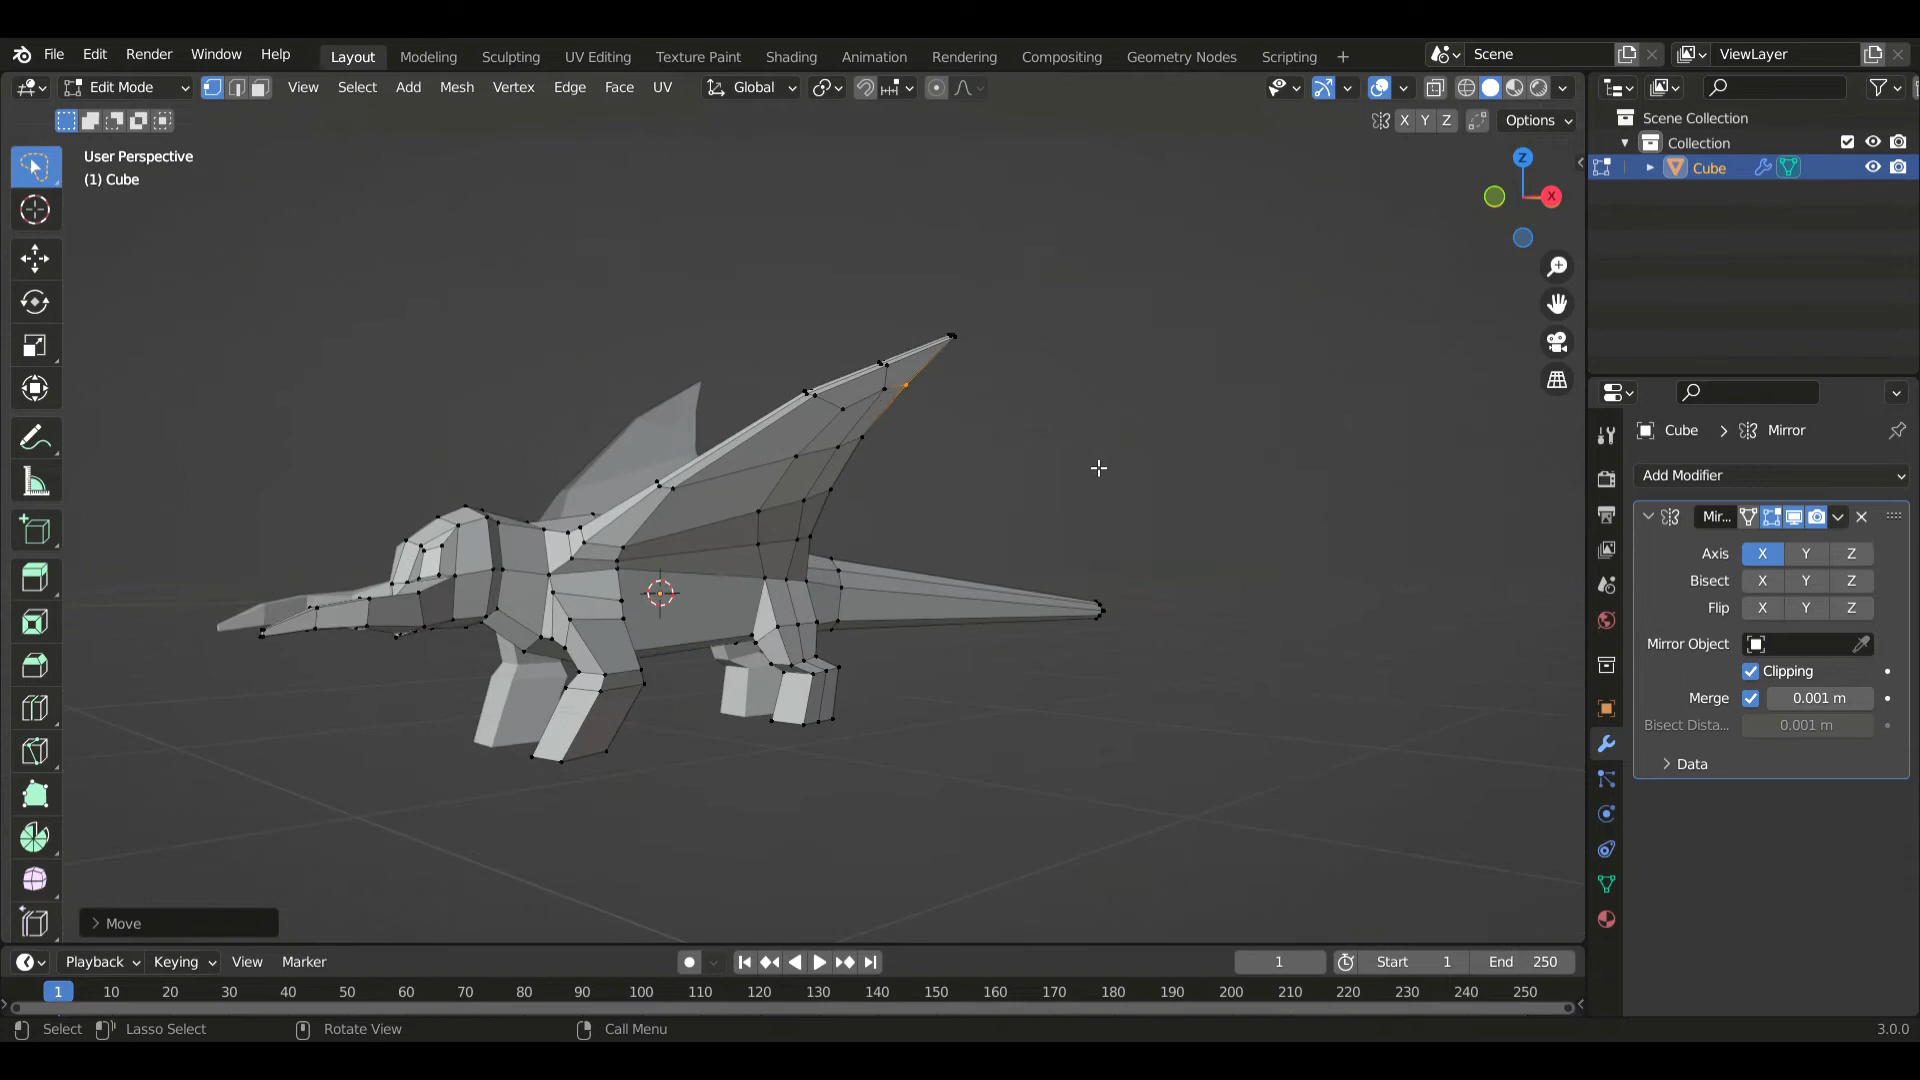 File Edit Render Window Help Layout Modeling Sculpting UV Editing Texture Paint Shading Animation Rendering Compositing Geometry Nodes Scripting + Scene ViewLayer
Edit Mode View Select Add Mesh Vertex Edge Face UV Global
X Y Z Options
User Perspective
(1) Cube
Z
X
Scene Collection
Collection
Cube
Cube > Mirror
Add Modifier
Mir...
Axis X Y Z
Bisect X Y Z
Flip X Y Z
Mirror Object
Clipping
Merge 0.001 m
Bisect Dista... 0.001 m
> Data
> Move
Playback Keying View Marker 1 Start 1 End 250
1 10 20 30 40 50 60 70 80 90 100 110 120 130 140 150 160 170 180 190 200 210 220 230 240 250
Select Lasso Select Rotate View Call Menu 3.0.0